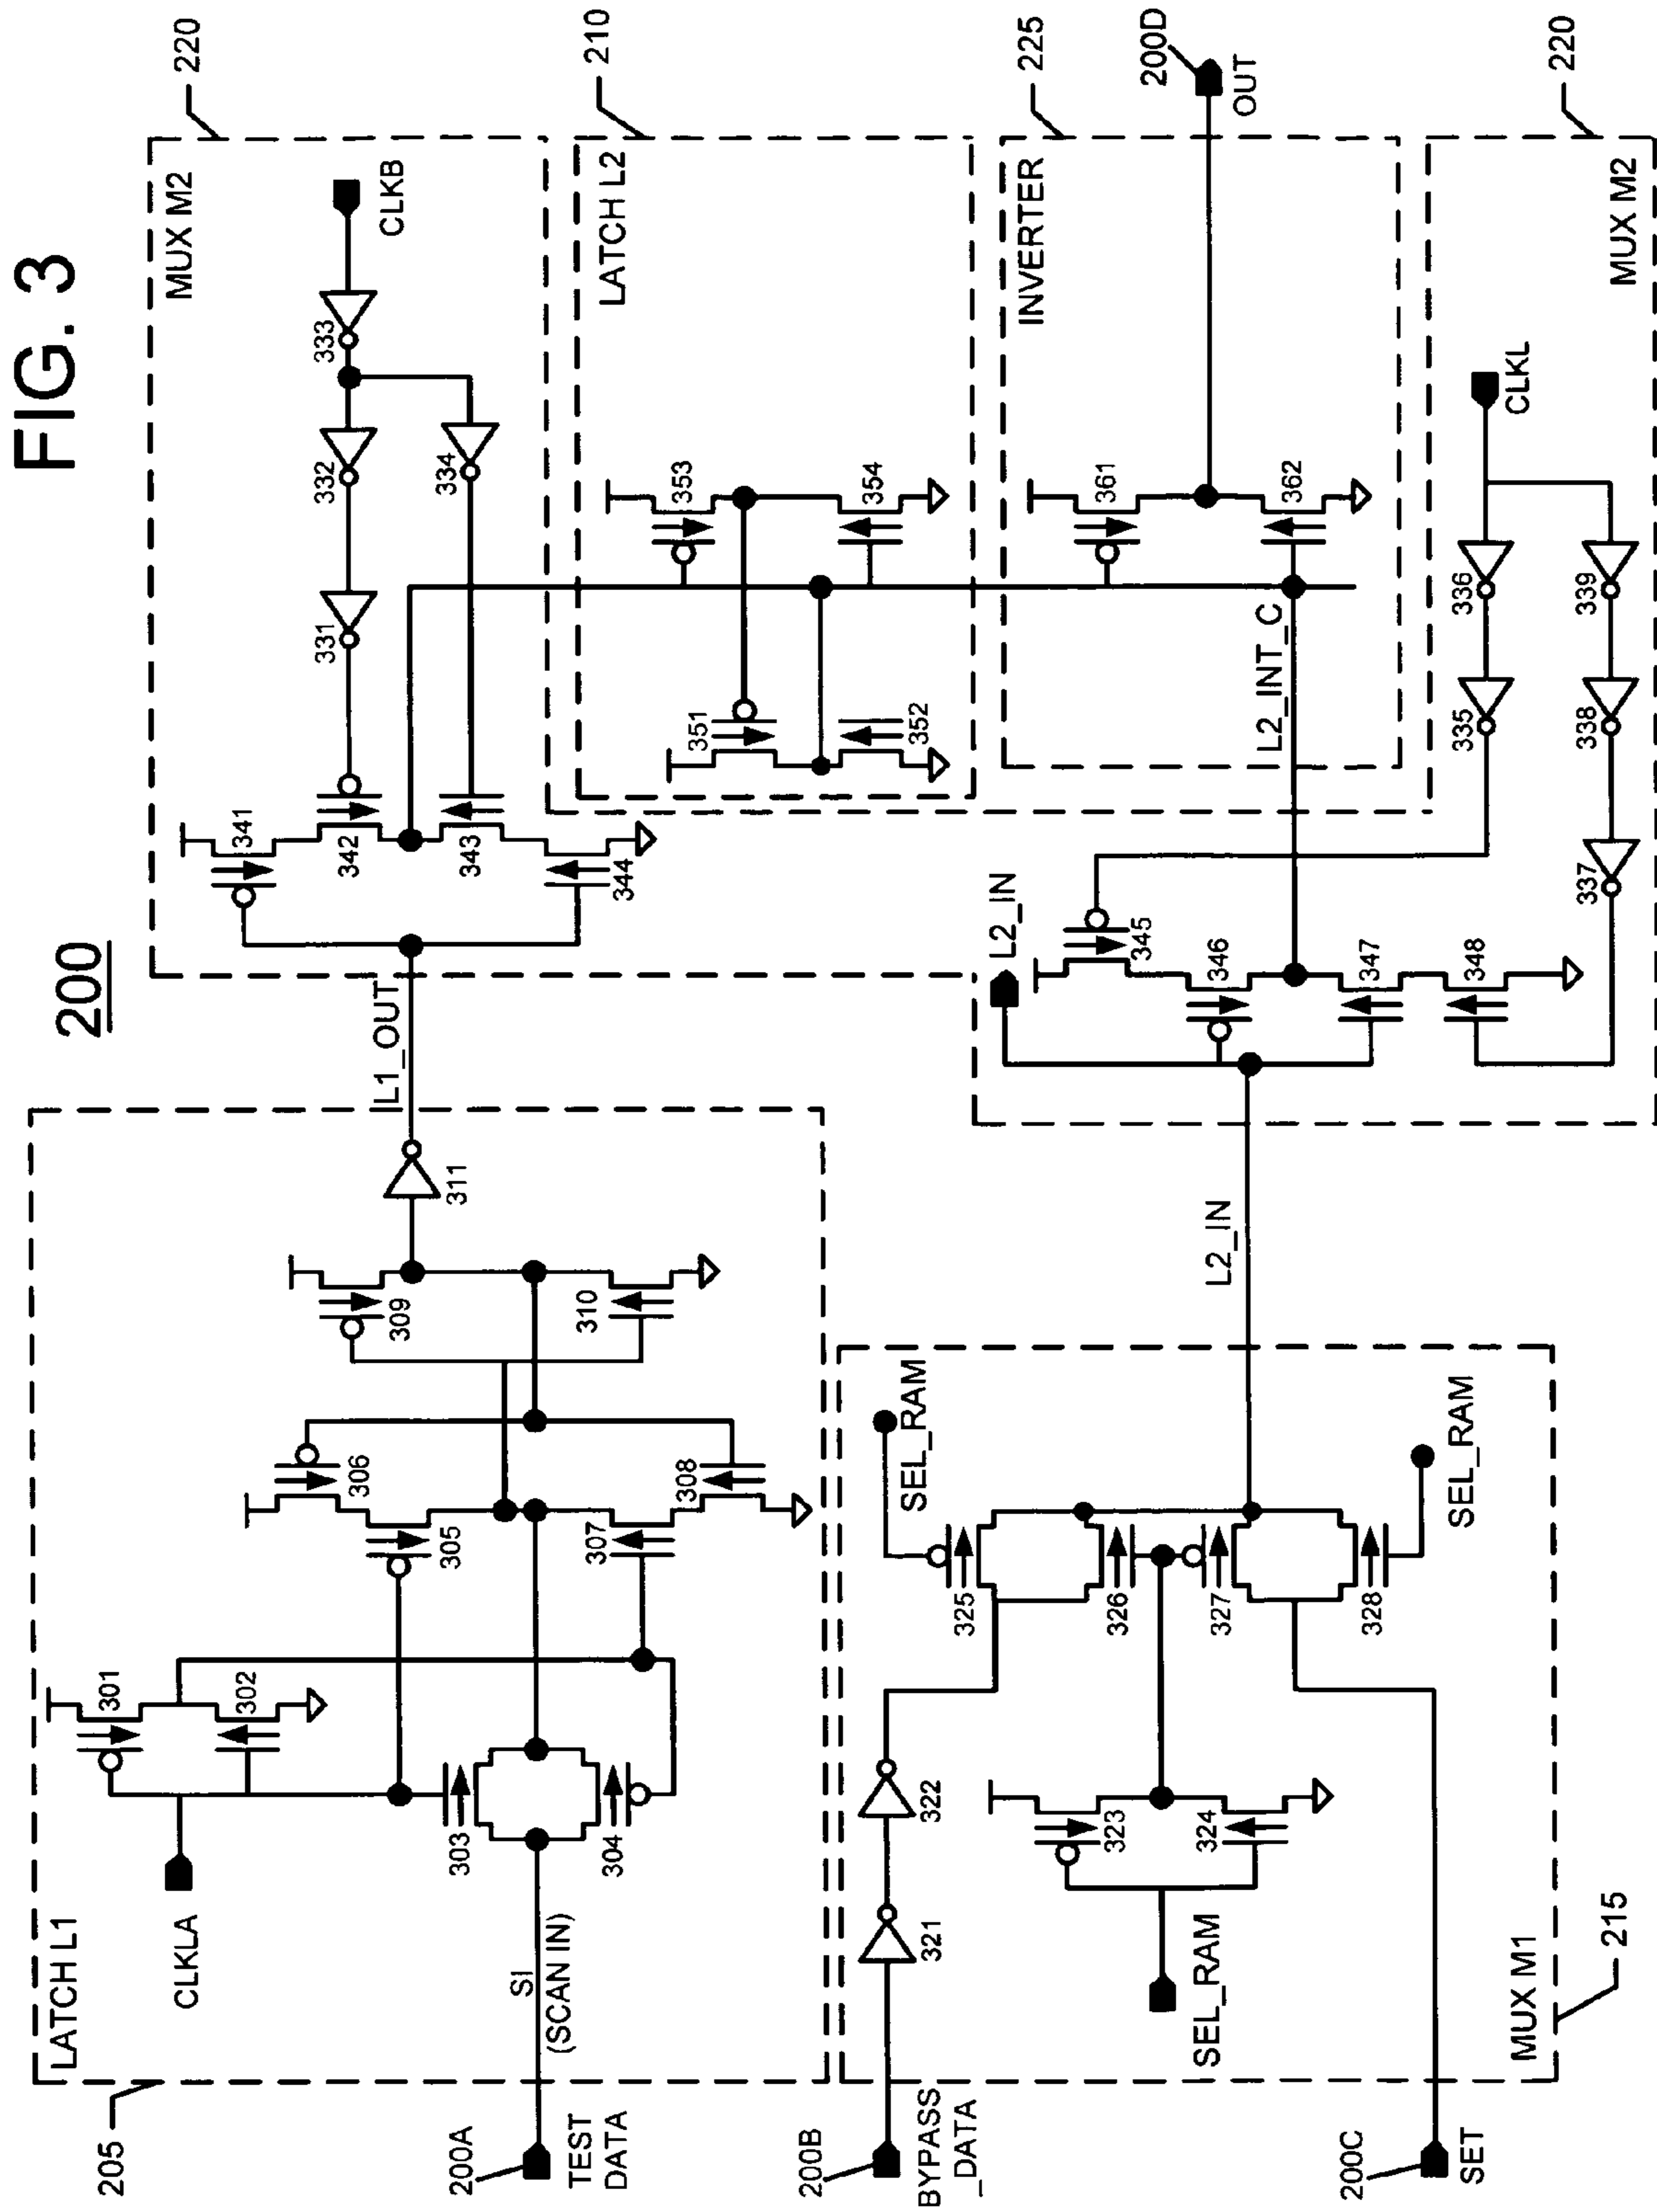 FIG. 3
200
205
LATCH L1
CLKLA
301
302
303
304
305
306
307
308
309
310
311
SI
(SCAN IN)
200A
TEST
DATA
L1_OUT
220
MUX M2
CLKB
333
332
331
334
341
342
343
344
210
LATCH L2
351
352
353
354
225
INVERTER
361
362
L2_INT_C
200D
OUT
200B
BYPASS
_DATA
321
322
323
324
325
326
327
328
SEL_RAM
SEL_RAM
SEL_RAM
200C
SET
MUX M1
215
L2_IN
L2_IN
345
346
347
348
CLKL
336
335
339
338
337
MUX M2
220